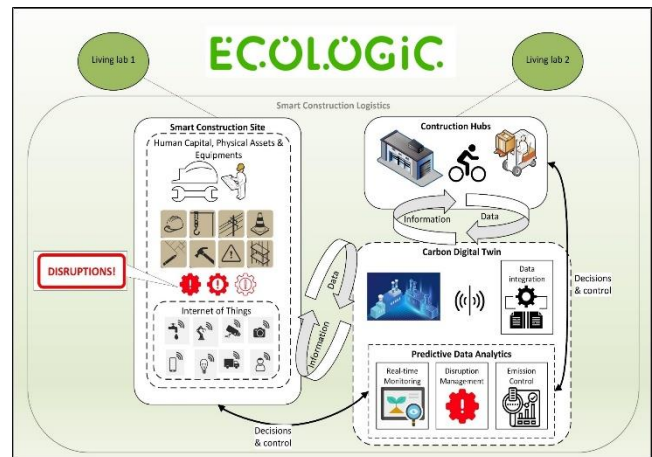 ECOLOGIC
Living lab 1
Living lab 2
Smart Construction Logistics
Smart Construction Site
Human Capital, Physical Assets &
Equipments
DISRUPTIONS!
Internet of Things
Contruction Hubs
Information
Data
Data
Information
Carbon Digital Twin
Data
integration
Predictive Data Analytics
Real-time
Monitoring
Disruption
Management
Emission
Control
Decisions
& control
Decisions
& control